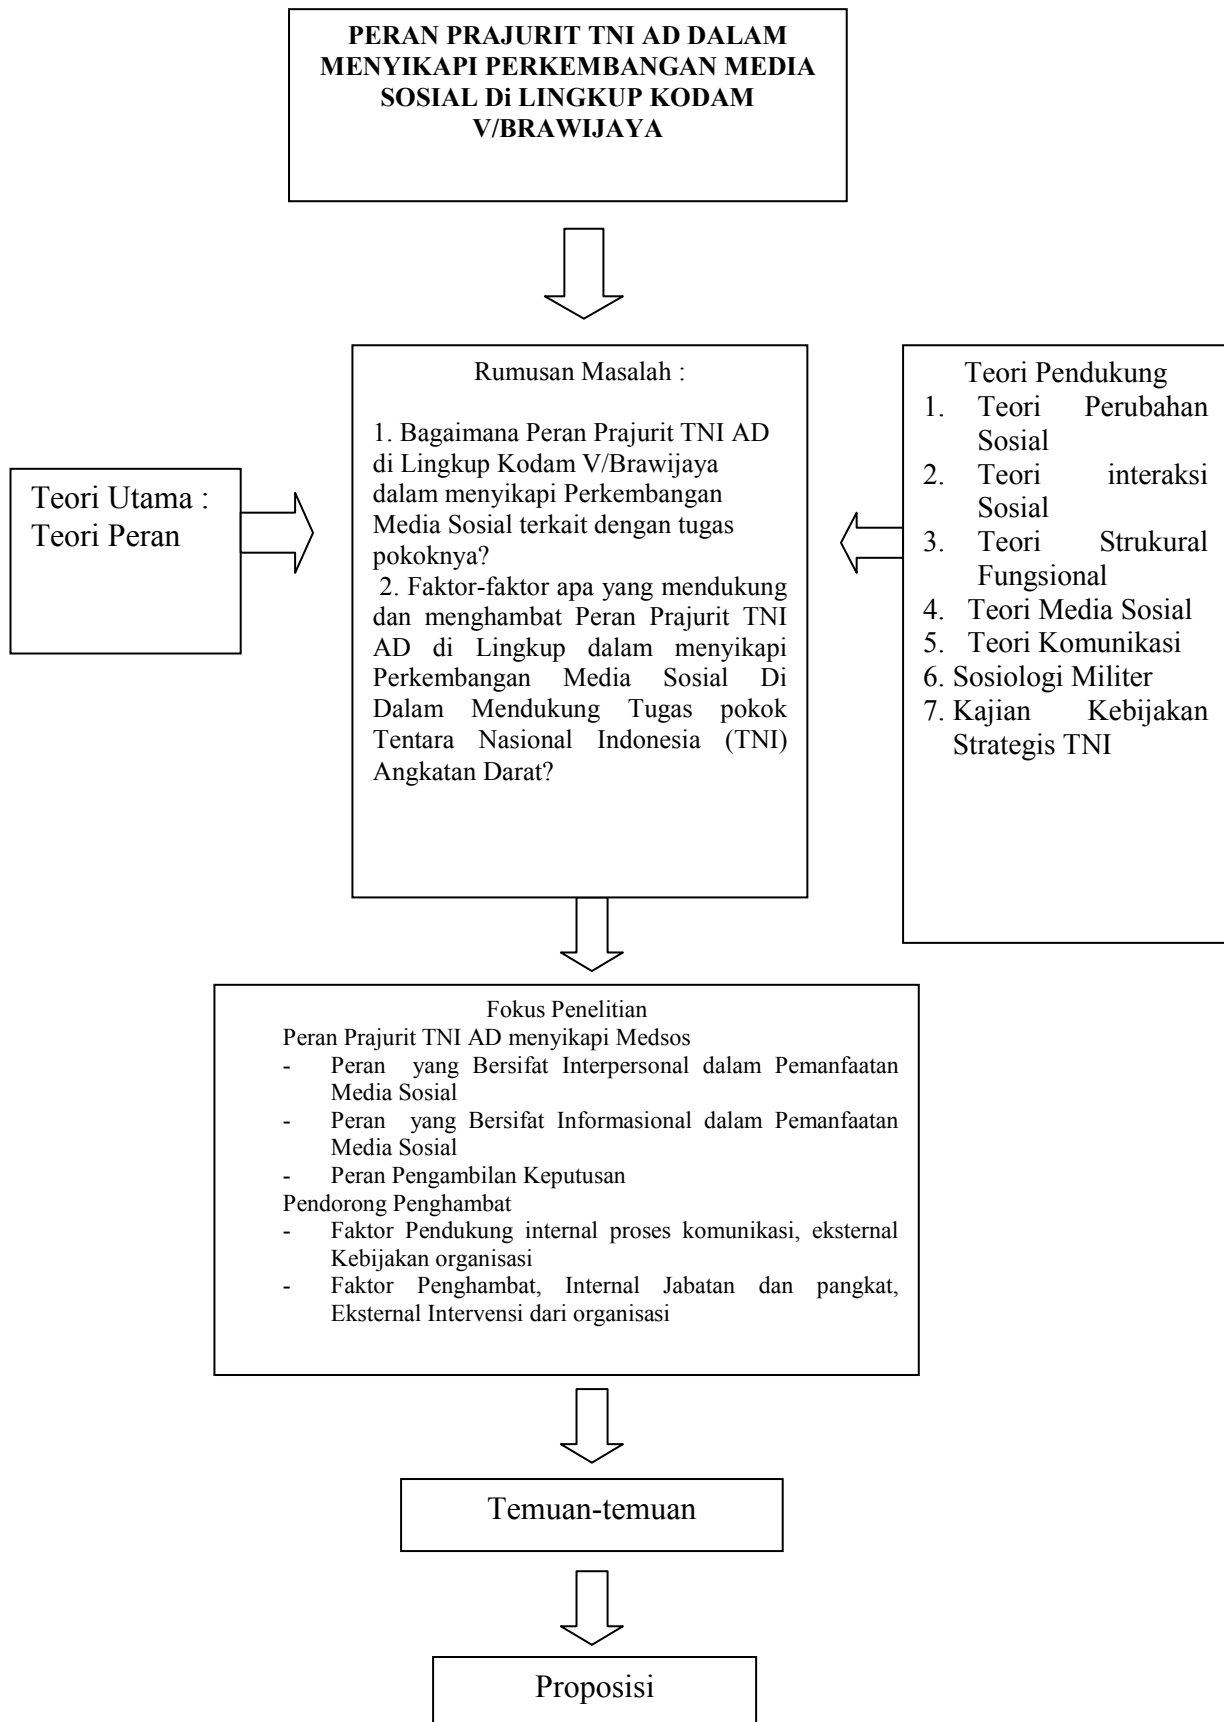 PERAN PRAJURIT TNI AD DALAM
MENYIKAPI PERKEMBANGAN MEDIA
SOSIAL Di LINGKUP KODAM
V/BRAWIJAYA
Teori Utama :
Teori Peran
Rumusan Masalah :
1. Bagaimana Peran Prajurit TNI AD
di Lingkup Kodam V/Brawijaya
dalam menyikapi Perkembangan
Media Sosial terkait dengan tugas
pokoknya?
2. Faktor-faktor apa yang mendukung
dan menghambat Peran Prajurit TNI
AD di Lingkup dalam menyikapi
Perkembangan Media Sosial Di
Dalam Mendukung Tugas pokok
Tentara Nasional Indonesia (TNI)
Angkatan Darat?
Teori Pendukung
1. Teori Perubahan
Sosial
2. Teori interaksi
Sosial
3. Teori Strukural
Fungsional
4. Teori Media Sosial
5. Teori Komunikasi
6. Sosiologi Militer
7. Kajian Kebijakan
Strategis TNI
Fokus Penelitian
Peran Prajurit TNI AD menyikapi Medsos
- Peran yang Bersifat Interpersonal dalam Pemanfaatan
Media Sosial
- Peran yang Bersifat Informasional dalam Pemanfaatan
Media Sosial
- Peran Pengambilan Keputusan
Pendorong Penghambat
- Faktor Pendukung internal proses komunikasi, eksternal
Kebijakan organisasi
- Faktor Penghambat, Internal Jabatan dan pangkat,
Eksternal Intervensi dari organisasi
Temuan-temuan
Proposisi